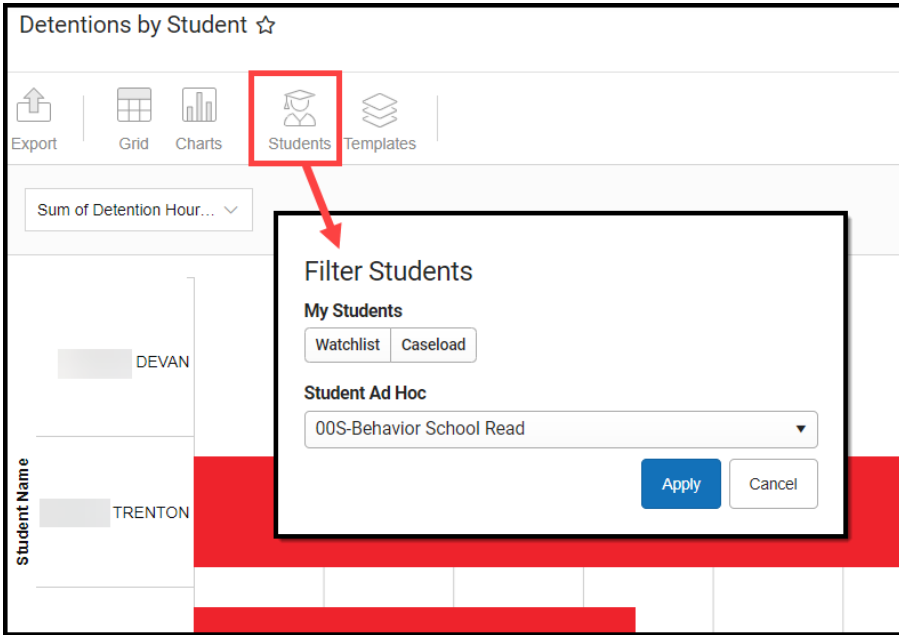 Detentions by Student
Export Grid Charts Students Templates
Sum of Detention Hour...
Filter Students
My Students
Watchlist Caseload
Student Ad Hoc
00S-Behavior School Read
Apply Cancel
Student Name
DEVAN
TRENTON